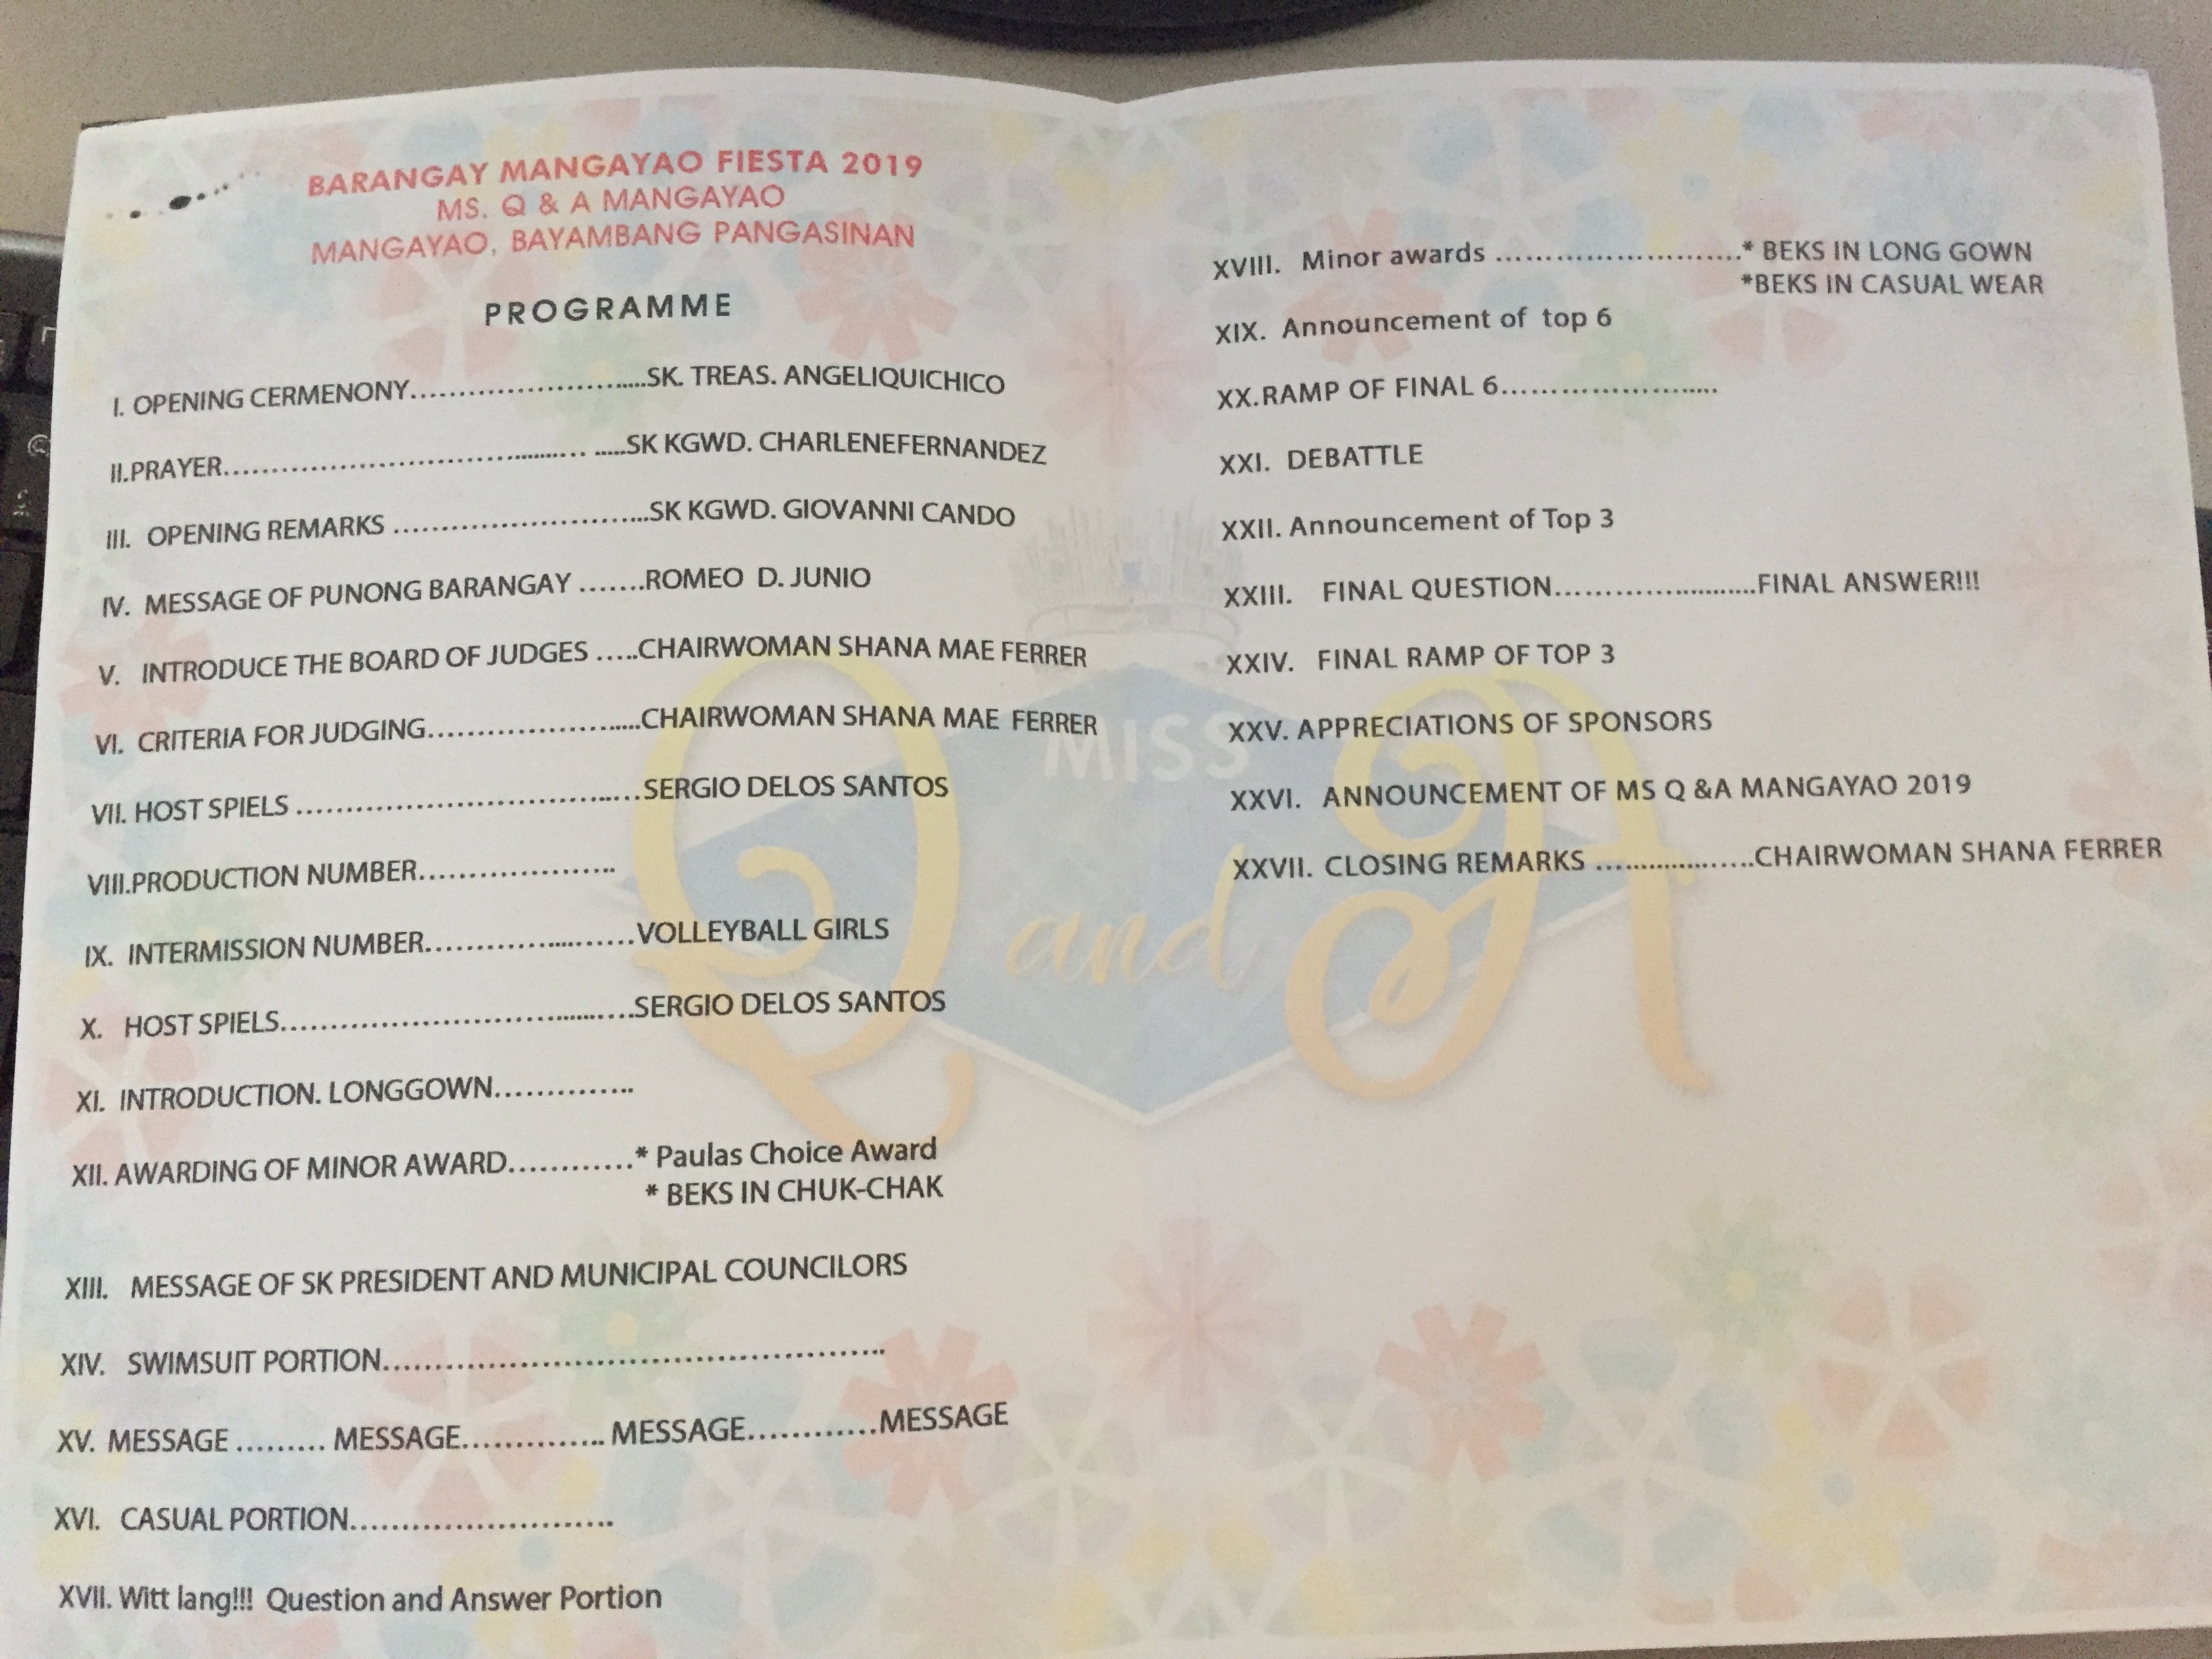 BARANGAY MANGAYAO FIESTA 2019
MS. Q & A MANGAYAO
MANGAYAO, BAYAMBANG PANGASINAN
PROGRAMME
I. OPENING CERMENONY..............................SK. TREAS. ANGELIQUICHICO
II.PRAYER............................................ .....SK KGWD. CHARLENEFERNANDEZ
III. OPENING REMARKS ..............................SK KGWD. GIOVANNI CANDO
IV. MESSAGE OF PUNONG BARANGAY .......ROMEO D. JUNIO
V. INTRODUCE THE BOARD OF JUDGES .....CHAIRWOMAN SHANA MAE FERRER
VI. CRITERIA FOR JUDGING.........................CHAIRWOMAN SHANA MAE FERRER
VII. HOST SPIELS ........................................SERGIO DELOS SANTOS
VIII.PRODUCTION NUMBER......................
IX. INTERMISSION NUMBER.........................VOLLEYBALL GIRLS
X. HOST SPIELS..........................................SERGIO DELOS SANTOS
XI. INTRODUCTION. LONGGOWN...............
XII. AWARDING OF MINOR AWARD.............* Paulas Choice Award
* BEKS IN CHUK-CHAK
XIII. MESSAGE OF SK PRESIDENT AND MUNICIPAL COUNCILORS
XIV. SWIMSUIT PORTION.....................................................
XV. MESSAGE ......... MESSAGE............... MESSAGE..............MESSAGE
XVI. CASUAL PORTION............................
XVII. Witt lang!!! Question and Answer Portion
XVIII. Minor awards ..............................* BEKS IN LONG GOWN
*BEKS IN CASUAL WEAR
XIX. Announcement of top 6
XX.RAMP OF FINAL 6..........................
XXI. DEBATTLE
XXII. Announcement of Top 3
XXIII. FINAL QUESTION..........................FINAL ANSWER!!!
XXIV. FINAL RAMP OF TOP 3
XXV. APPRECIATIONS OF SPONSORS
XXVI. ANNOUNCEMENT OF MS Q &A MANGAYAO 2019
XXVII. CLOSING REMARKS ....................CHAIRWOMAN SHANA FERRER
MISS
Q and A